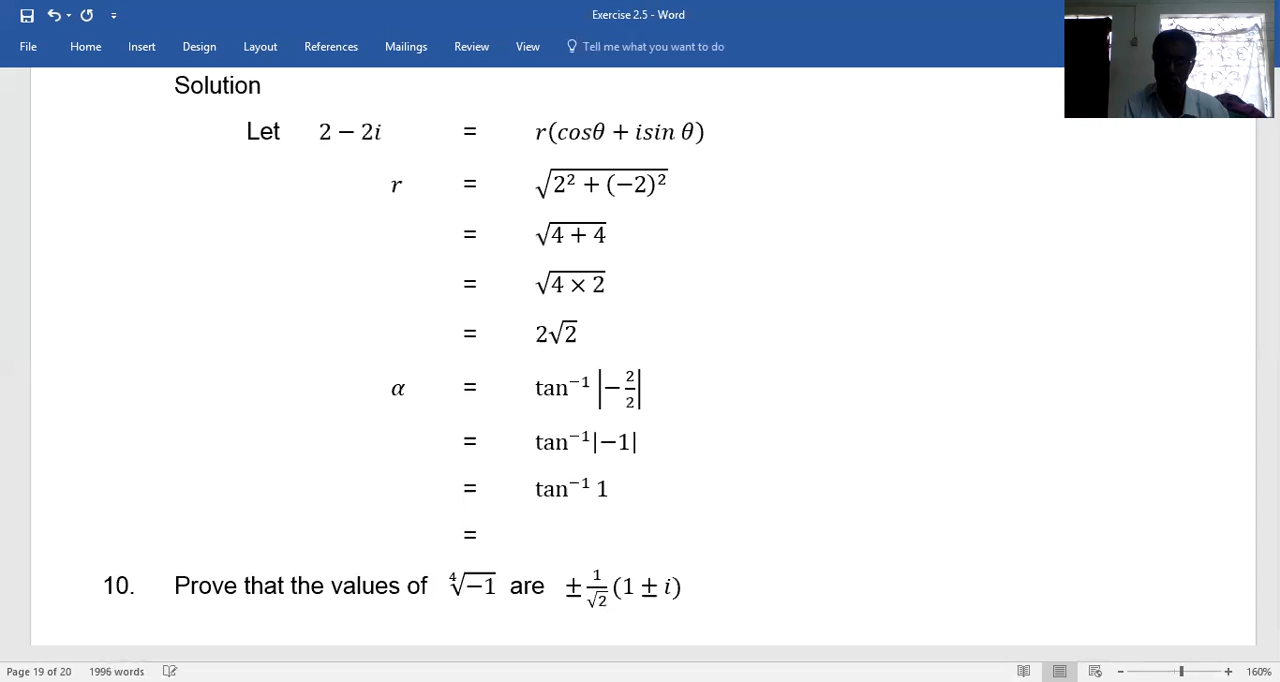 Exercise 2.5 - Word
File Home Insert Design Layout References Mailings Review View Tell me what you want to do
Solution
Let 2 − 2i = r(cosθ + isin θ)
r = √(2² + (−2)²)
= √(4 + 4)
= √(4 × 2)
= 2√2
α = tan⁻¹ |−2/2|
= tan⁻¹|−1|
= tan⁻¹ 1
=
10. Prove that the values of ∜−1 are ± 1/√2 (1 ± i)
Page 19 of 20 1996 words 160%